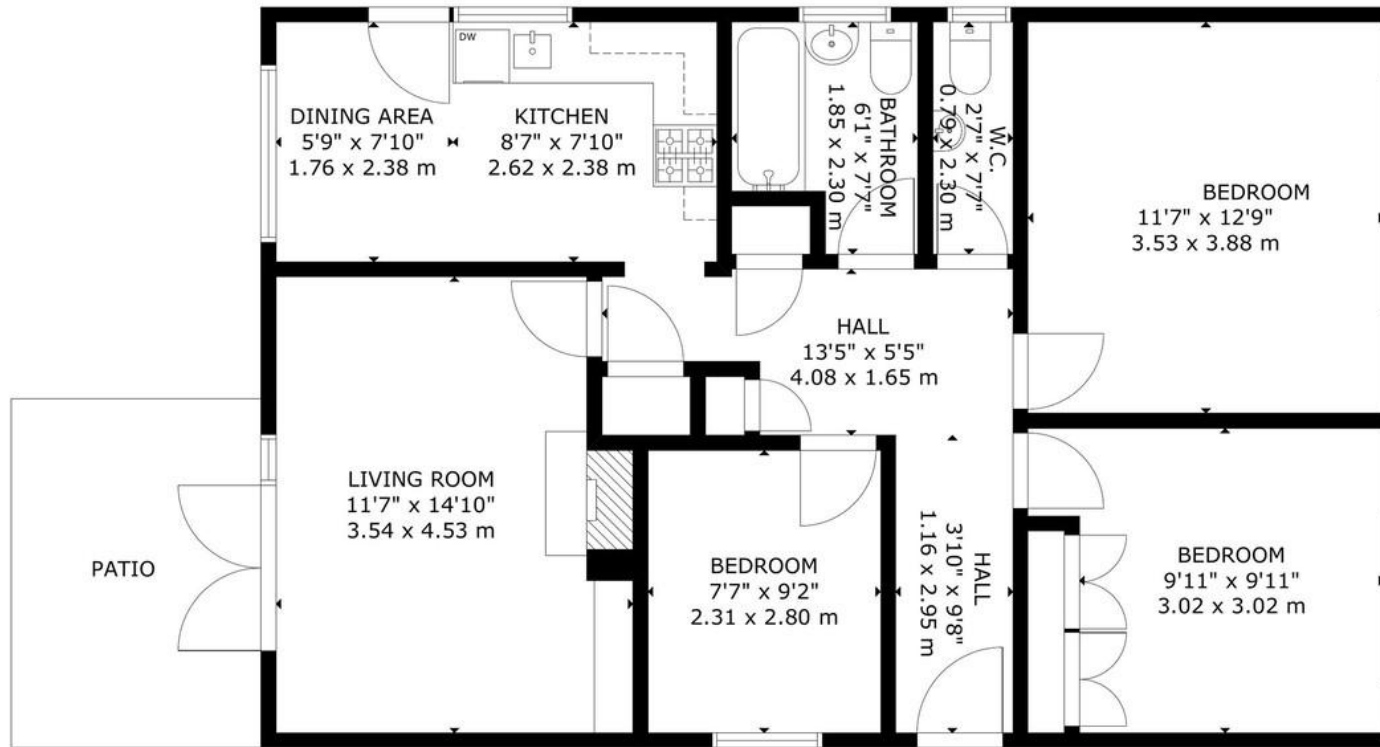 DW
DINING AREA
5'9" x 7'10"
1.76 x 2.38 m
KITCHEN
8'7" x 7'10"
2.62 x 2.38 m
BATHROOM
6'1" x 7'7"
1.85 x 2.30 m
W.C.
2'7" x 7'7"
0.79 x 2.30 m
BEDROOM
11'7" x 12'9"
3.53 x 3.88 m
HALL
13'5" x 5'5"
4.08 x 1.65 m
LIVING ROOM
11'7" x 14'10"
3.54 x 4.53 m
PATIO
BEDROOM
7'7" x 9'2"
2.31 x 2.80 m
HALL
3'10" x 9'8"
1.16 x 2.95 m
BEDROOM
9'11" x 9'11"
3.02 x 3.02 m